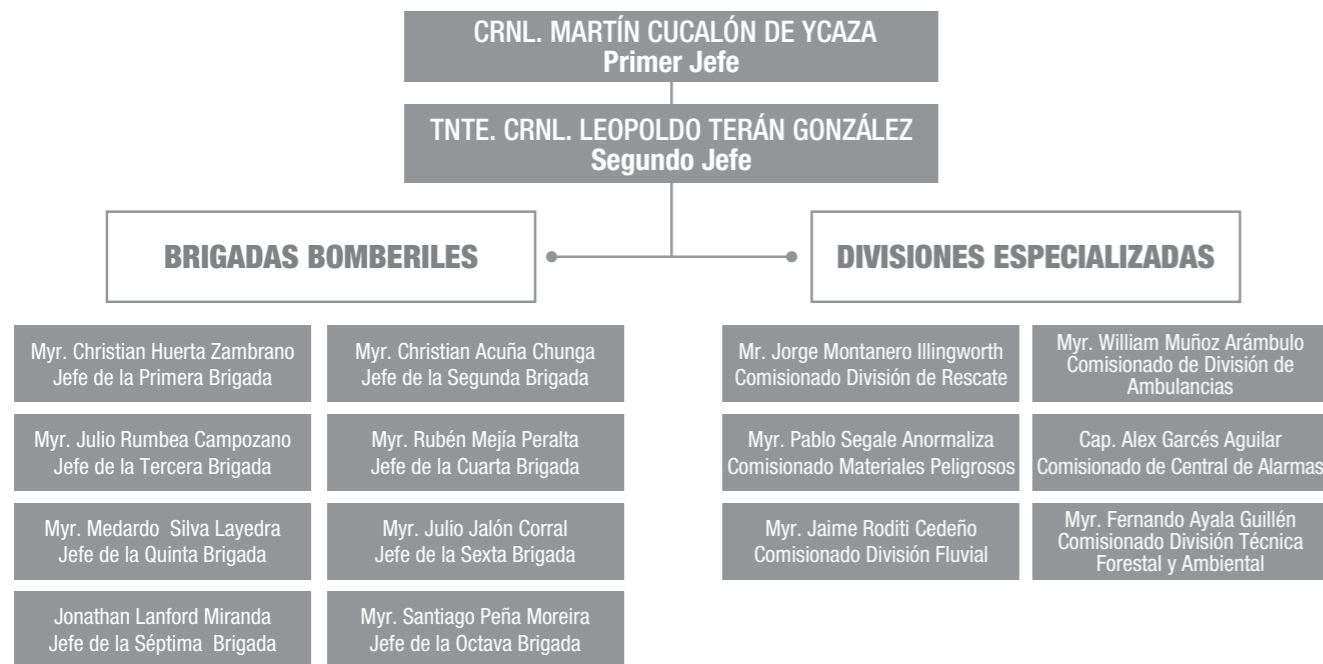 CRNL. MARTÍN CUCALÓN DE YCAZA
Primer Jefe
TNTE. CRNL. LEOPOLDO TERÁN GONZÁLEZ
Segundo Jefe
BRIGADAS BOMBERILES
Myr. Christian Huerta Zambrano
Jefe de la Primera Brigada
Myr. Christian Acuña Chunga
Jefe de la Segunda Brigada
Myr. Julio Rumbea Campozano
Jefe de la Tercera Brigada
Myr. Rubén Mejía Peralta
Jefe de la Cuarta Brigada
Myr. Medardo  Silva Layedra
Jefe de la Quinta Brigada
Myr. Julio Jalón Corral
Jefe de la Sexta Brigada
Jonathan Lanford Miranda
Jefe de la Séptima  Brigada
Myr. Santiago Peña Moreira
Jefe de la Octava Brigada
DIVISIONES ESPECIALIZADAS
Mr. Jorge Montanero Illingworth
Comisionado División de Rescate
Myr. William Muñoz Arámbulo
Comisionado de División de
Ambulancias
Myr. Pablo Segale Anormaliza
Comisionado Materiales Peligrosos
Cap. Alex Garcés Aguilar
Comisionado de Central de Alarmas
Myr. Jaime Roditi Cedeño
Comisionado División Fluvial
Myr. Fernando Ayala Guillén
Comisionado División Técnica
Forestal y Ambiental